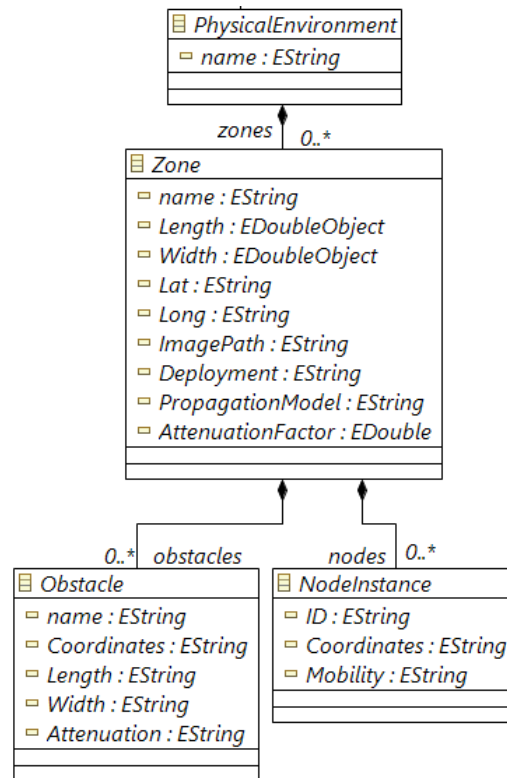 PhysicalEnvironment
name : EString
zones 0..*
Zone
name : EString
Length : EDoubleObject
Width : EDoubleObject
Lat : EString
Long : EString
ImagePath : EString
Deployment : EString
PropagationModel : EString
AttenuationFactor : EDouble
0..* obstacles
nodes 0..*
Obstacle
name : EString
Coordinates : EString
Length : EString
Width : EString
Attenuation : EString
NodeInstance
ID : EString
Coordinates : EString
Mobility : EString